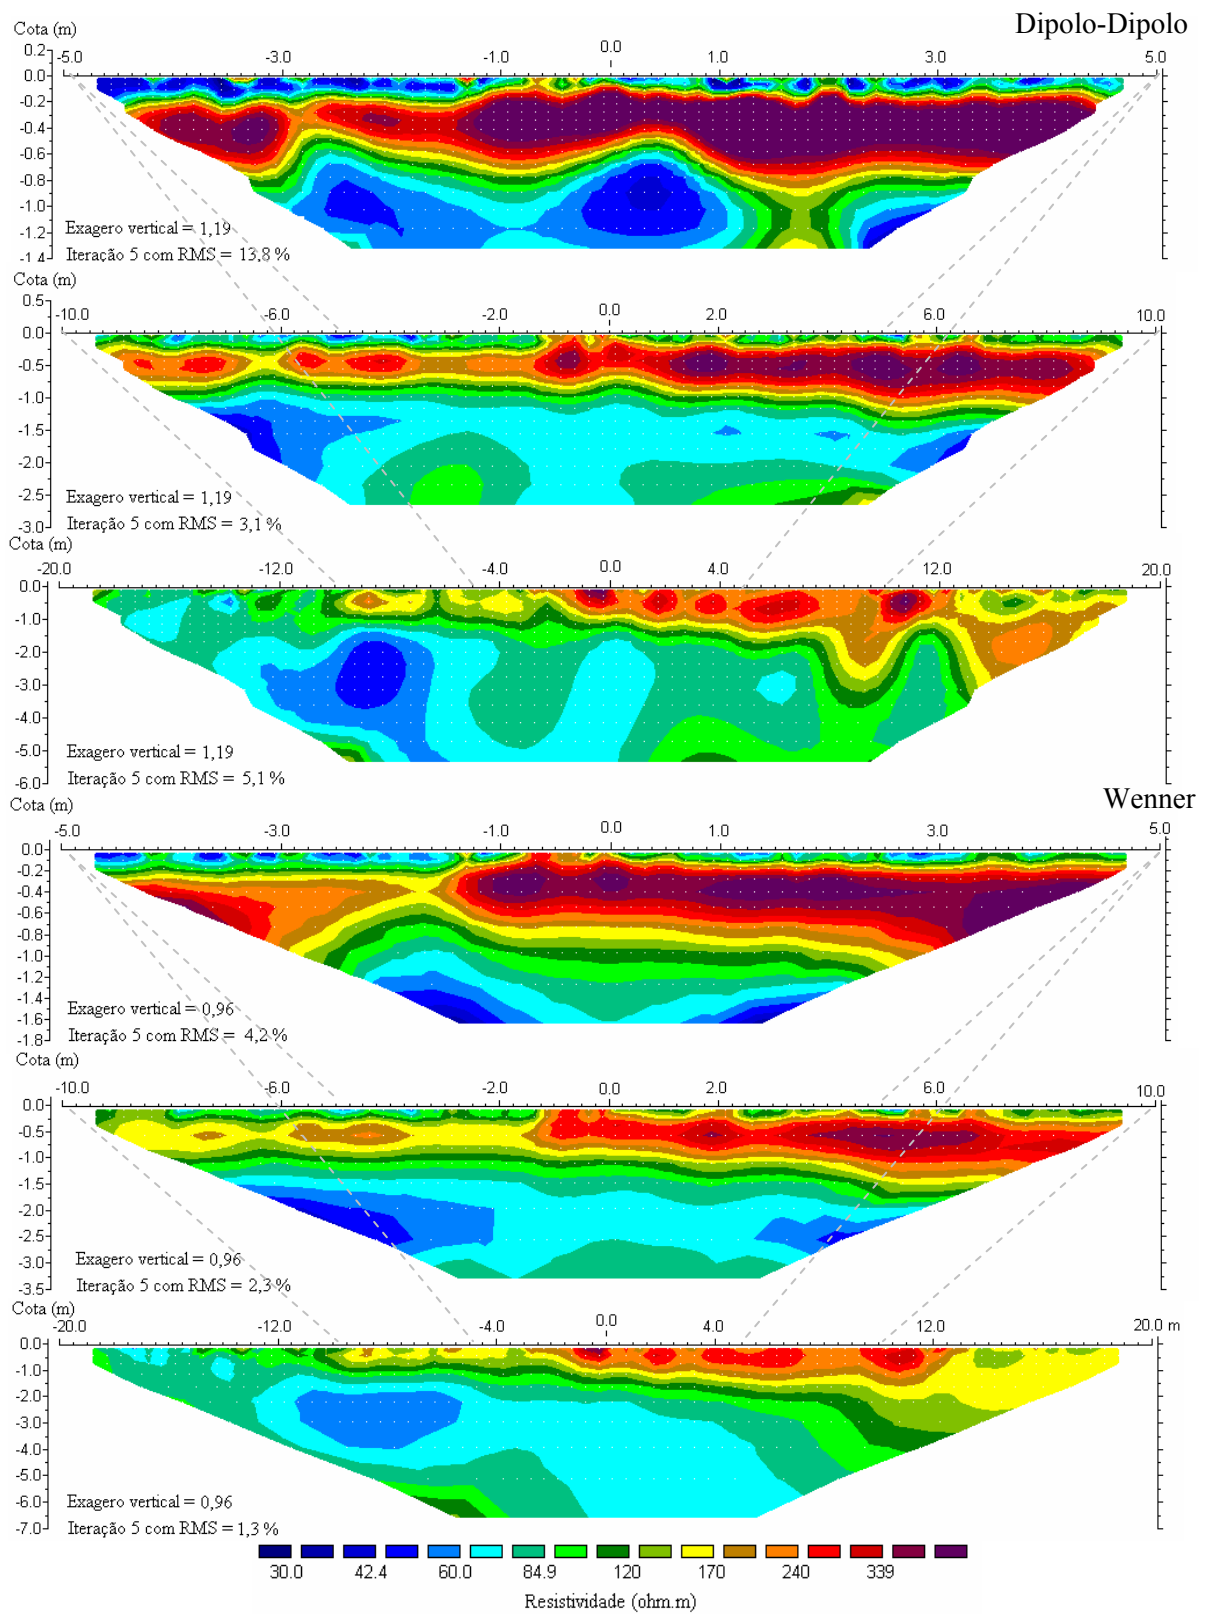 Dipolo-Dipolo
Cota (m)
-5.0 -3.0 -1.0 0.0 1.0 3.0 5.0
0.2
0.0
-0.2
-0.4
-0.6
-0.8
-1.0
-1.2
-1.4
Exagero vertical = 1,19
Iteração 5 com RMS = 13,8 %
Cota (m)
-10.0 -6.0 -2.0 0.0 2.0 6.0 10.0
0.5
0.0
-0.5
-1.0
-1.5
-2.0
-2.5
-3.0
Exagero vertical = 1,19
Iteração 5 com RMS = 3,1 %
Cota (m)
-20.0 -12.0 -4.0 0.0 4.0 12.0 20.0
0.0
-1.0
-2.0
-3.0
-4.0
-5.0
-6.0
Exagero vertical = 1,19
Iteração 5 com RMS = 5,1 %
Wenner
Cota (m)
-5.0 -3.0 -1.0 0.0 1.0 3.0 5.0
0.0
-0.2
-0.4
-0.6
-0.8
-1.0
-1.2
-1.4
-1.6
-1.8
Exagero vertical = 0,96
Iteração 5 com RMS = 4,2 %
Cota (m)
-10.0 -6.0 -2.0 0.0 2.0 6.0 10.0
0.0
-0.5
-1.0
-1.5
-2.0
-2.5
-3.0
-3.5
Exagero vertical = 0,96
Iteração 5 com RMS = 2,3 %
Cota (m)
-20.0 -12.0 -4.0 0.0 4.0 12.0 20.0 m
0.0
-1.0
-2.0
-3.0
-4.0
-5.0
-6.0
-7.0
Exagero vertical = 0,96
Iteração 5 com RMS = 1,3 %
30.0 42.4 60.0 84.9 120 170 240 339
Resistividade (ohm.m)